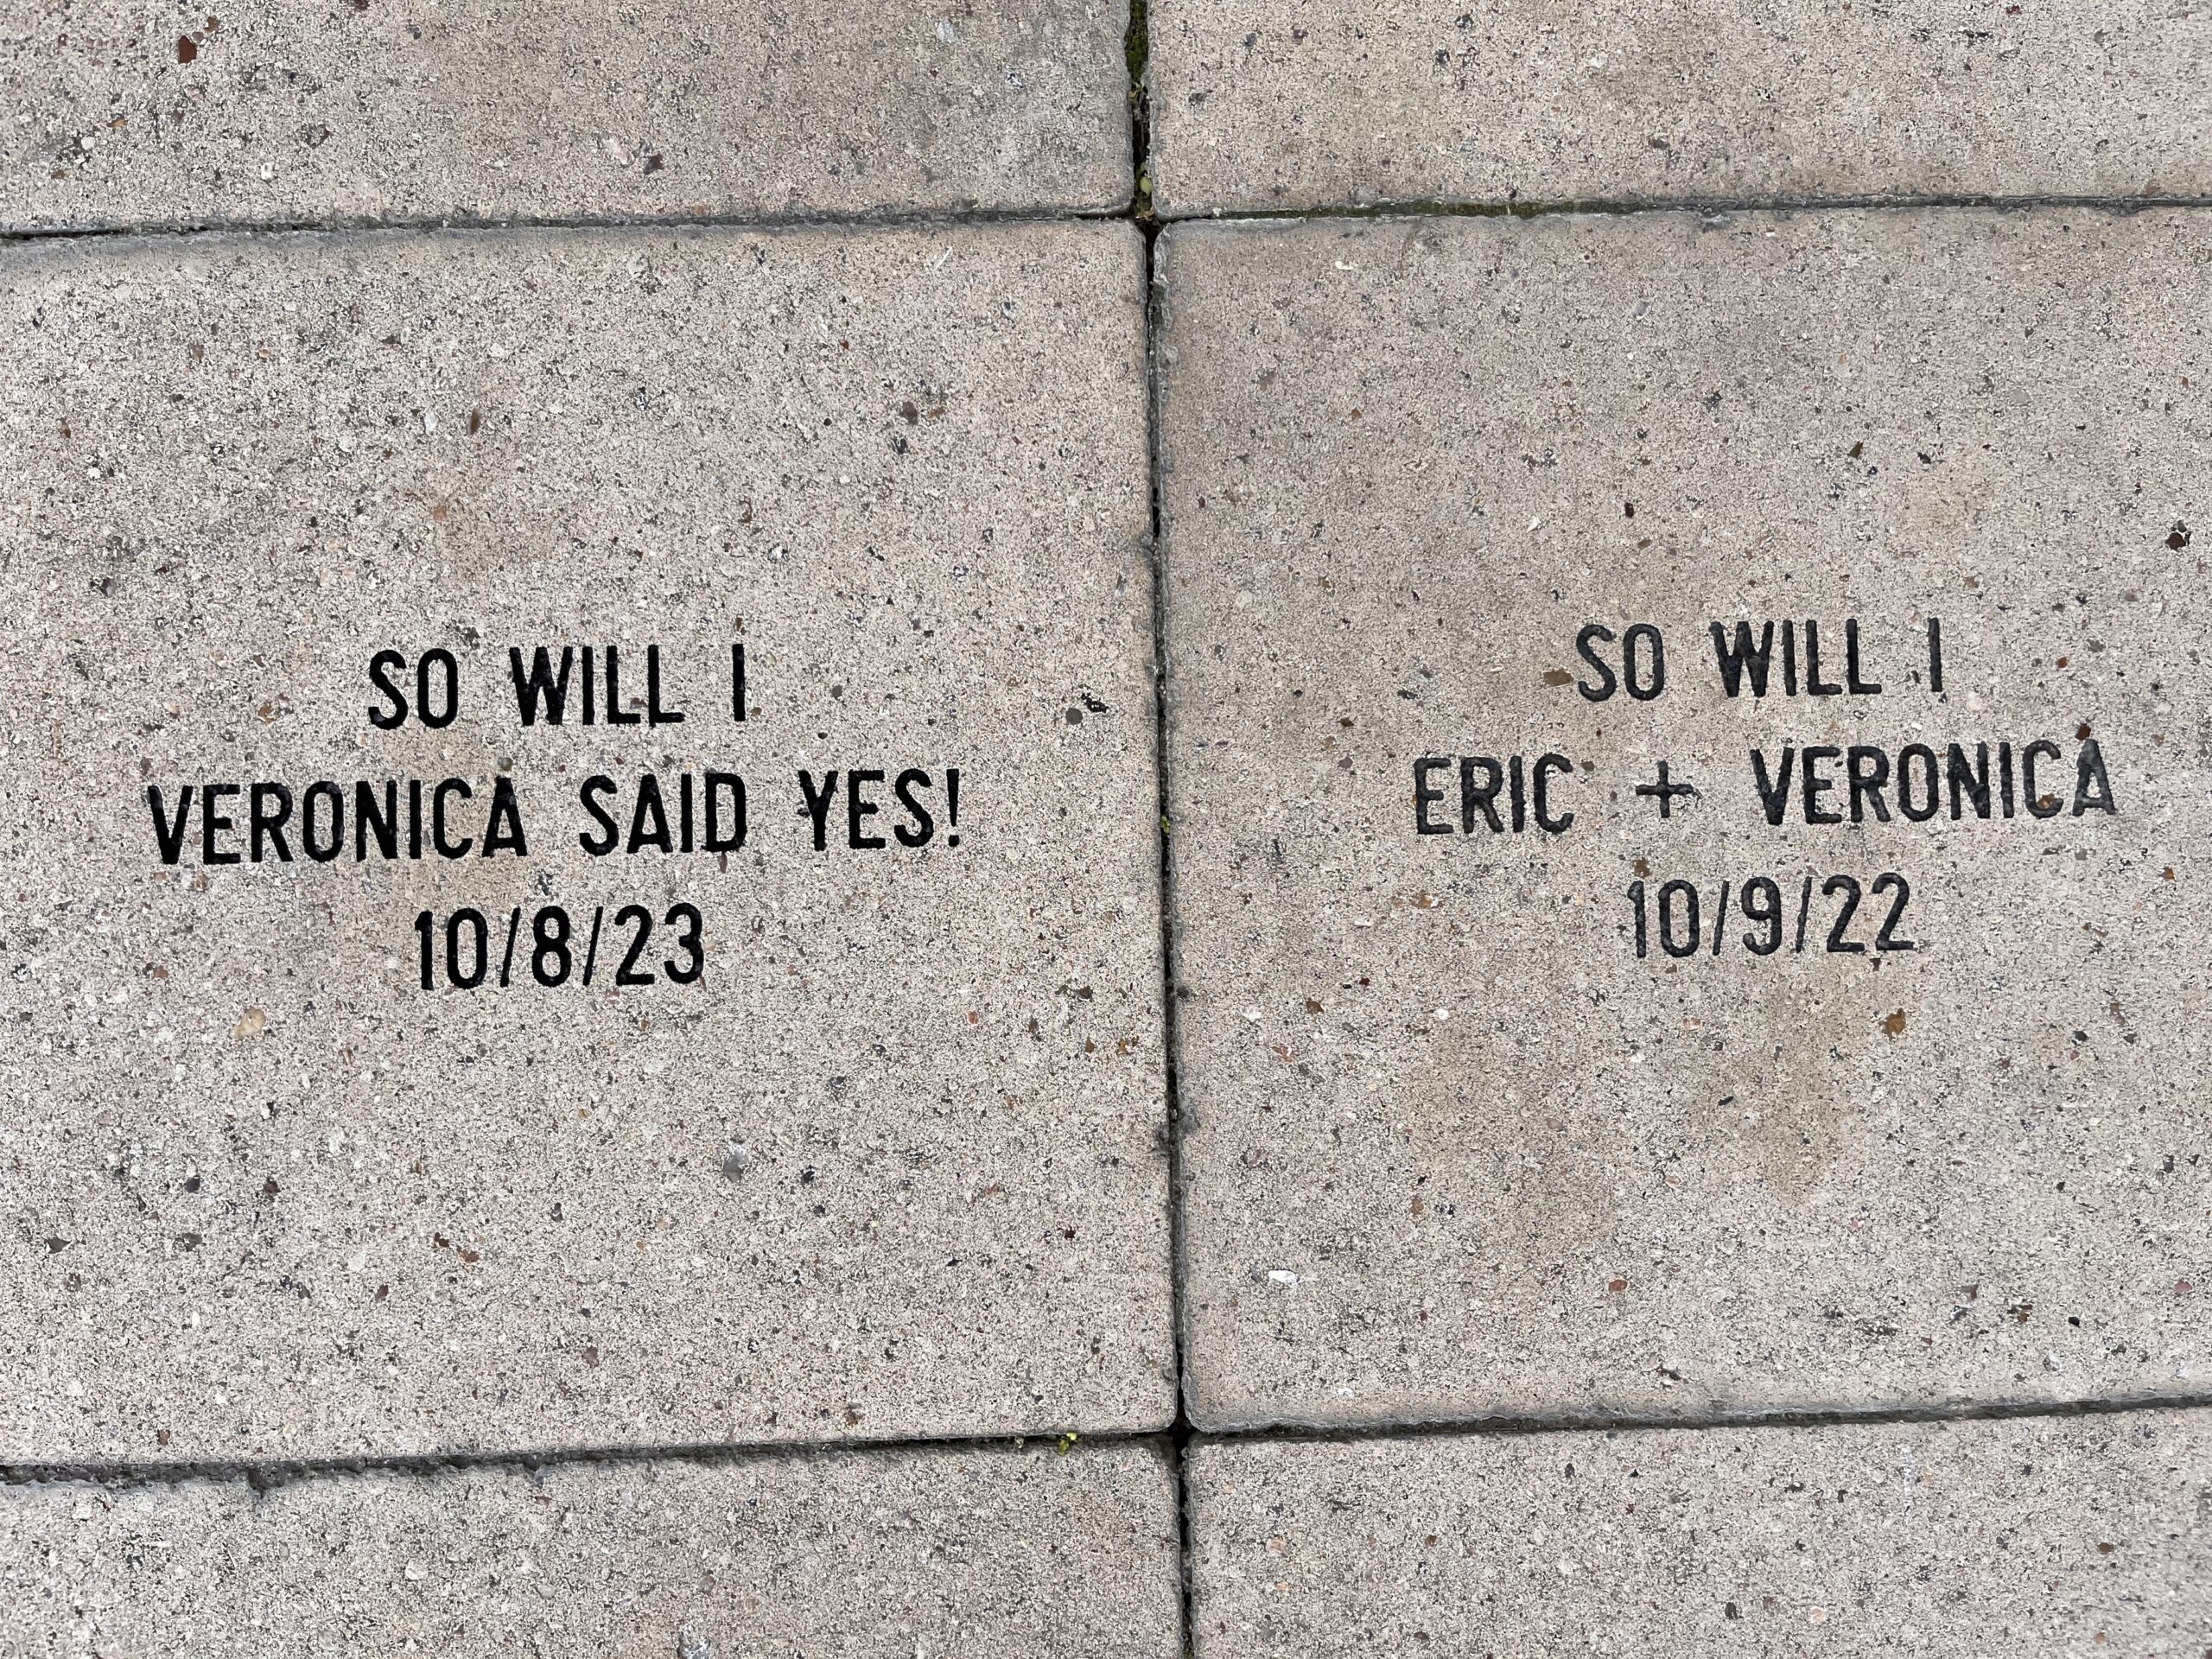 SO WILL I
VERONICA SAID YES!
10/8/23
SO WILL I
ERIC + VERONICA
10/9/22